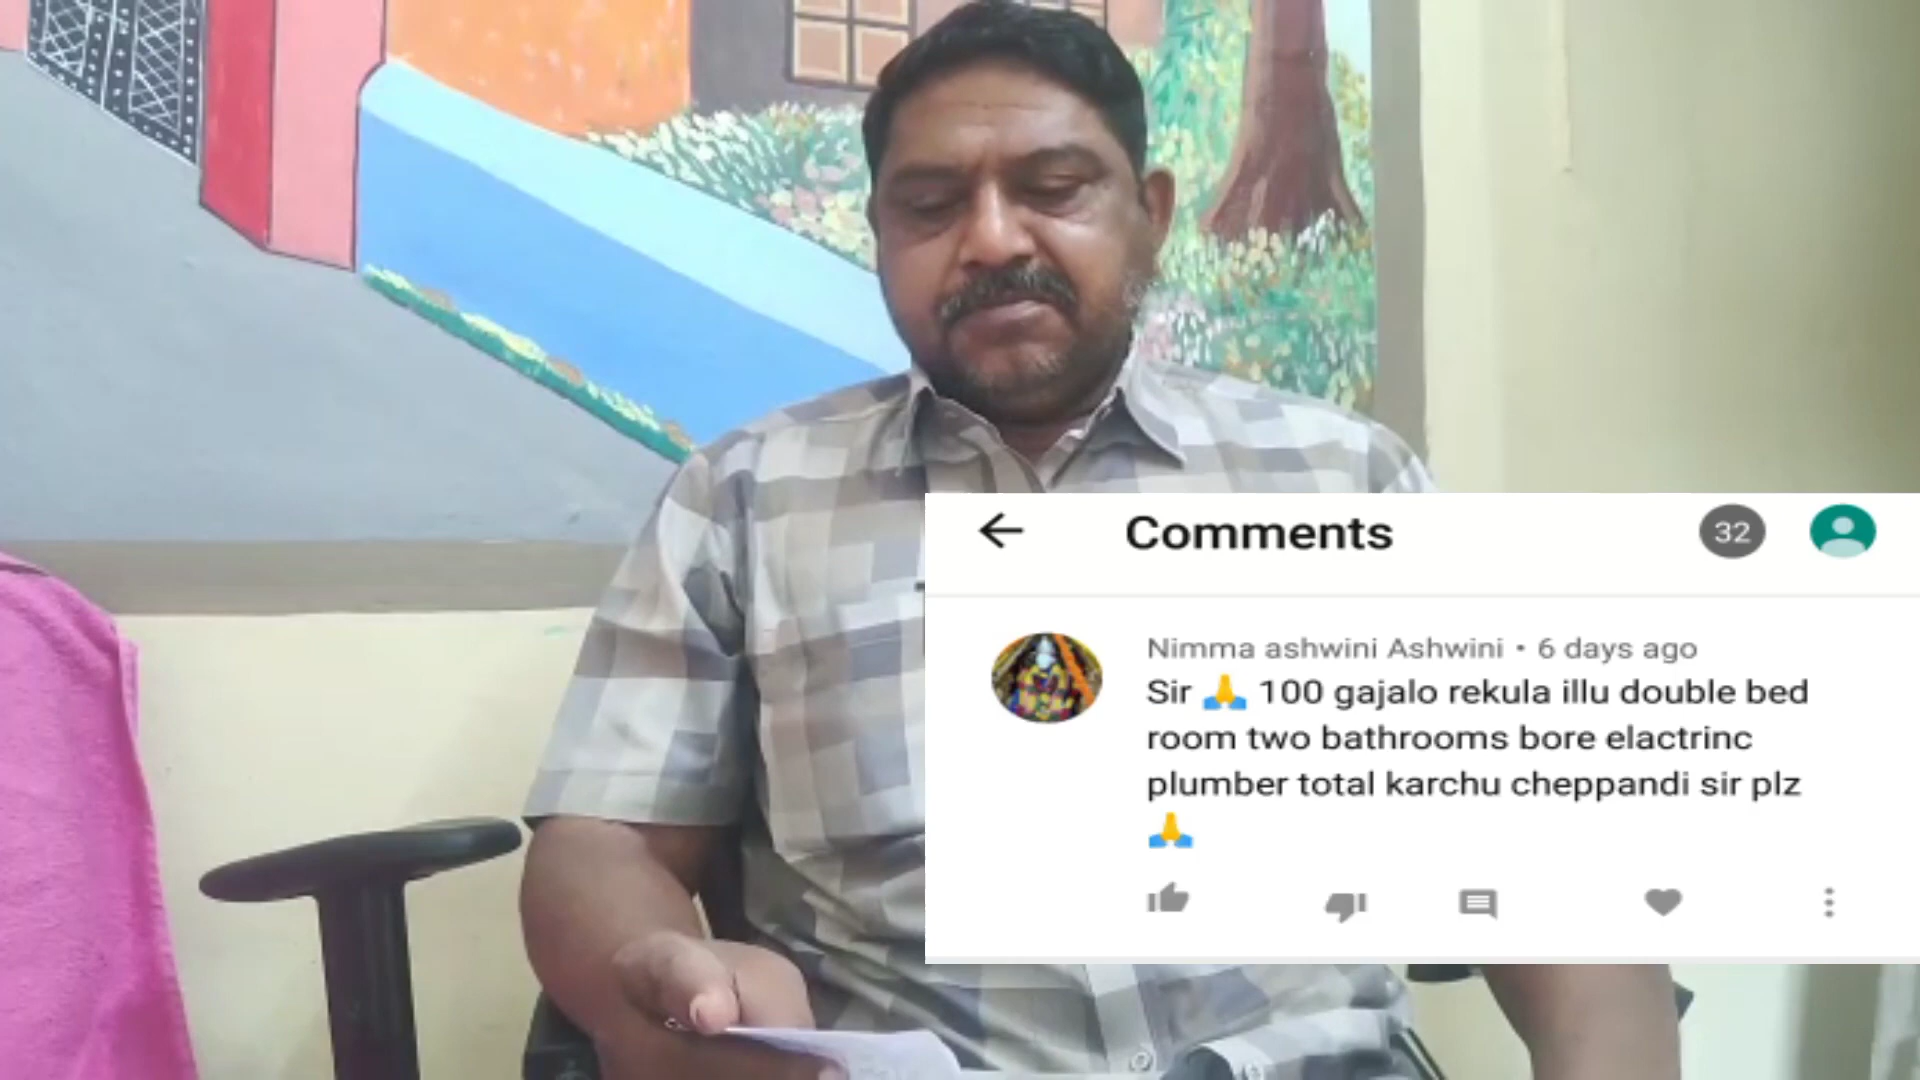 Comments
32
Nimma ashwini Ashwini • 6 days ago
Sir 🙏 100 gajalo rekula illu double bed
room two bathrooms bore elactrinc
plumber total karchu cheppandi sir plz
🙏